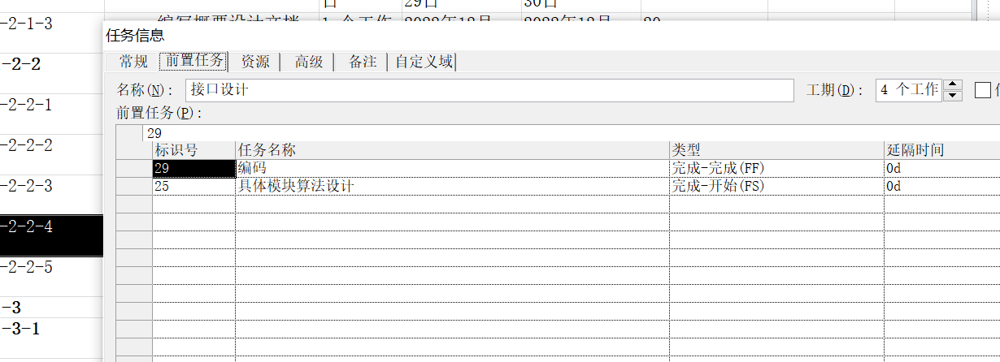 日 29日 30日
-2-1-3 编写概要设计文档 1 个工作 2022年12月 2022年12月 30
任务信息
-2-2 常规 前置任务 资源 高级 备注 自定义域
名称(N): 接口设计 工期(D): 4 个工作
-2-2-1
前置任务(P):
29
-2-2-2 标识号 任务名称 类型 延隔时间
29 编码 完成-完成(FF) 0d
-2-2-3 25 具体模块算法设计 完成-开始(FS) 0d
-2-2-4
-2-2-5
-3
-3-1